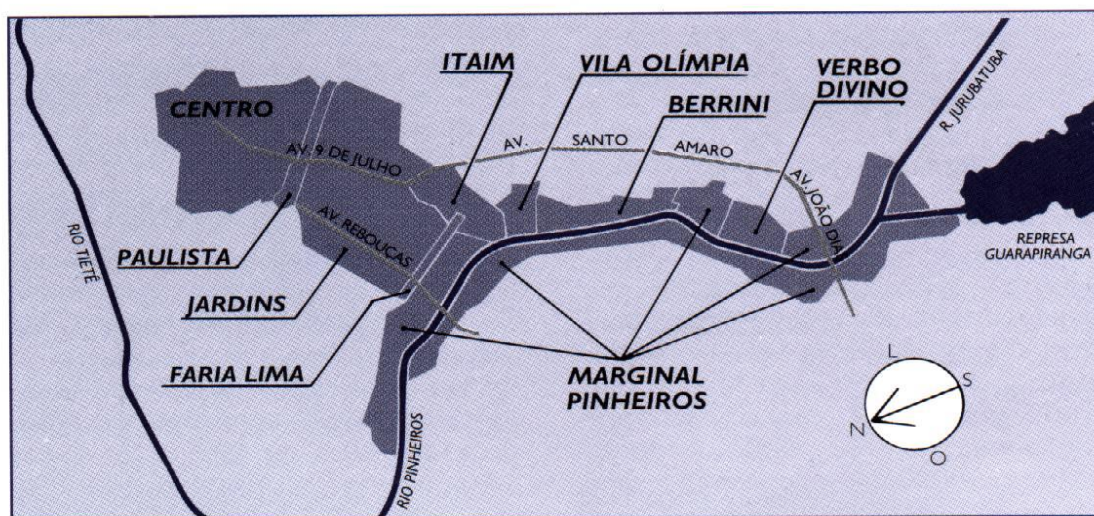 ITAIM
VILA OLÍMPIA
VERBO
DIVINO
BERRINI
R. JURUBATUBA
CENTRO
AV. 9 DE JULHO
AV.
SANTO
AMARO
AV. JOÃO DIA
AV. REBOUÇAS
PAULISTA
JARDINS
FARIA LIMA
RIO TIETÊ
REPRESA
GUARAPIRANGA
MARGINAL
PINHEIROS
RIO PINHEIROS
L
S
N
O